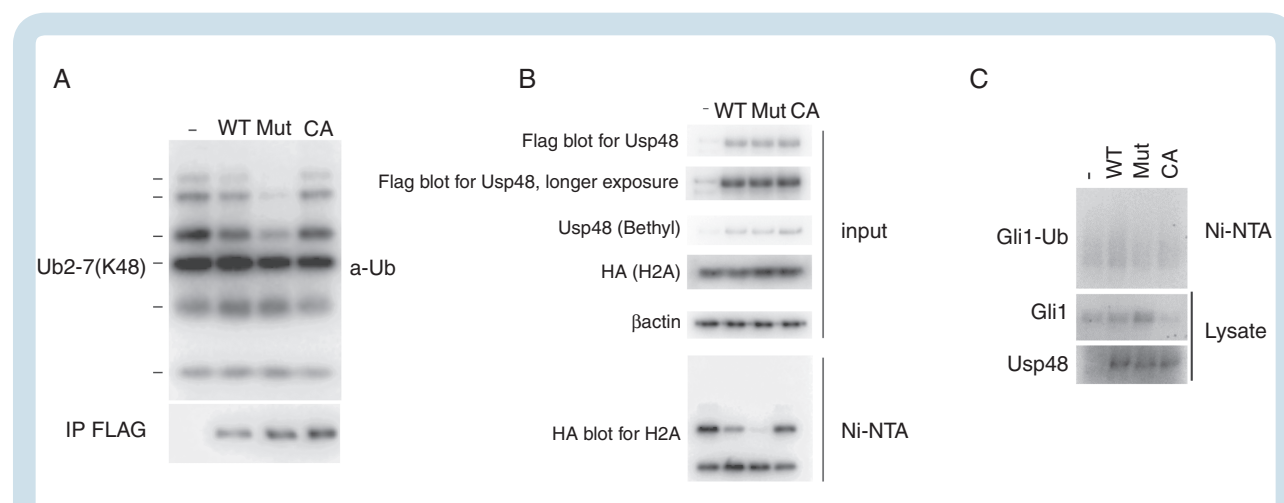 A
B
C
– WT Mut CA
Ub2-7(K48)
a-Ub
IP FLAG
- WT Mut CA
Flag blot for Usp48
Flag blot for Usp48, longer exposure
Usp48 (Bethyl)
HA (H2A)
βactin
input
HA blot for H2A
Ni-NTA
- WT Mut CA
Gli1-Ub
Ni-NTA
Gli1
Usp48
Lysate